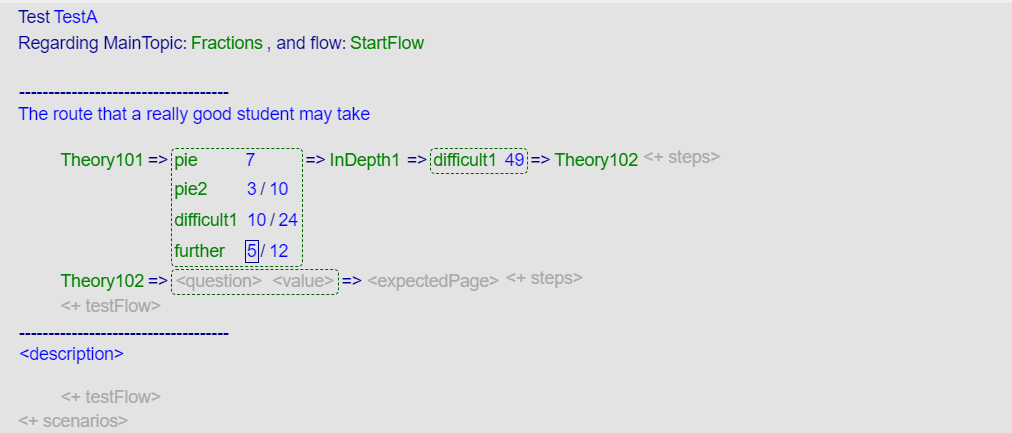 Test TestA
Regarding MainTopic: Fractions , and flow: StartFlow
------------------------------------
The route that a really good student may take
Theory101 => pie 7 => InDepth1 => difficult1 49 => Theory102 <+ steps>
pie2 3 / 10
difficult1 10 / 24
further 5 / 12
Theory102 => <question> <value> => <expectedPage> <+ steps>
<+ testFlow>
------------------------------------
<description>
<+ testFlow>
<+ scenarios>